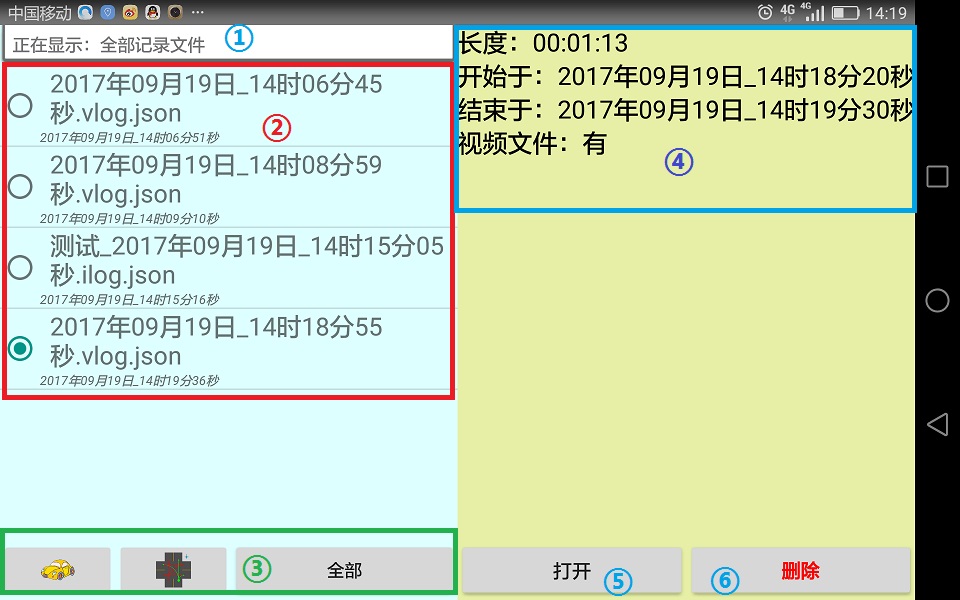 中国移动 ... 4G 4G 14:19
正在显示：全部记录文件 ①
2017年09月19日_14时06分45
秒.vlog.json
2017年09月19日_14时06分51秒
②
2017年09月19日_14时08分59
秒.vlog.json
2017年09月19日_14时09分10秒
测试_2017年09月19日_14时15分05
秒.ilog.json
2017年09月19日_14时15分16秒
2017年09月19日_14时18分55
秒.vlog.json
2017年09月19日_14时19分36秒
③ 全部
长度：00:01:13
开始于：2017年09月19日_14时18分20秒
结束于：2017年09月19日_14时19分30秒
视频文件：有
④
打开 ⑤
⑥ 删除